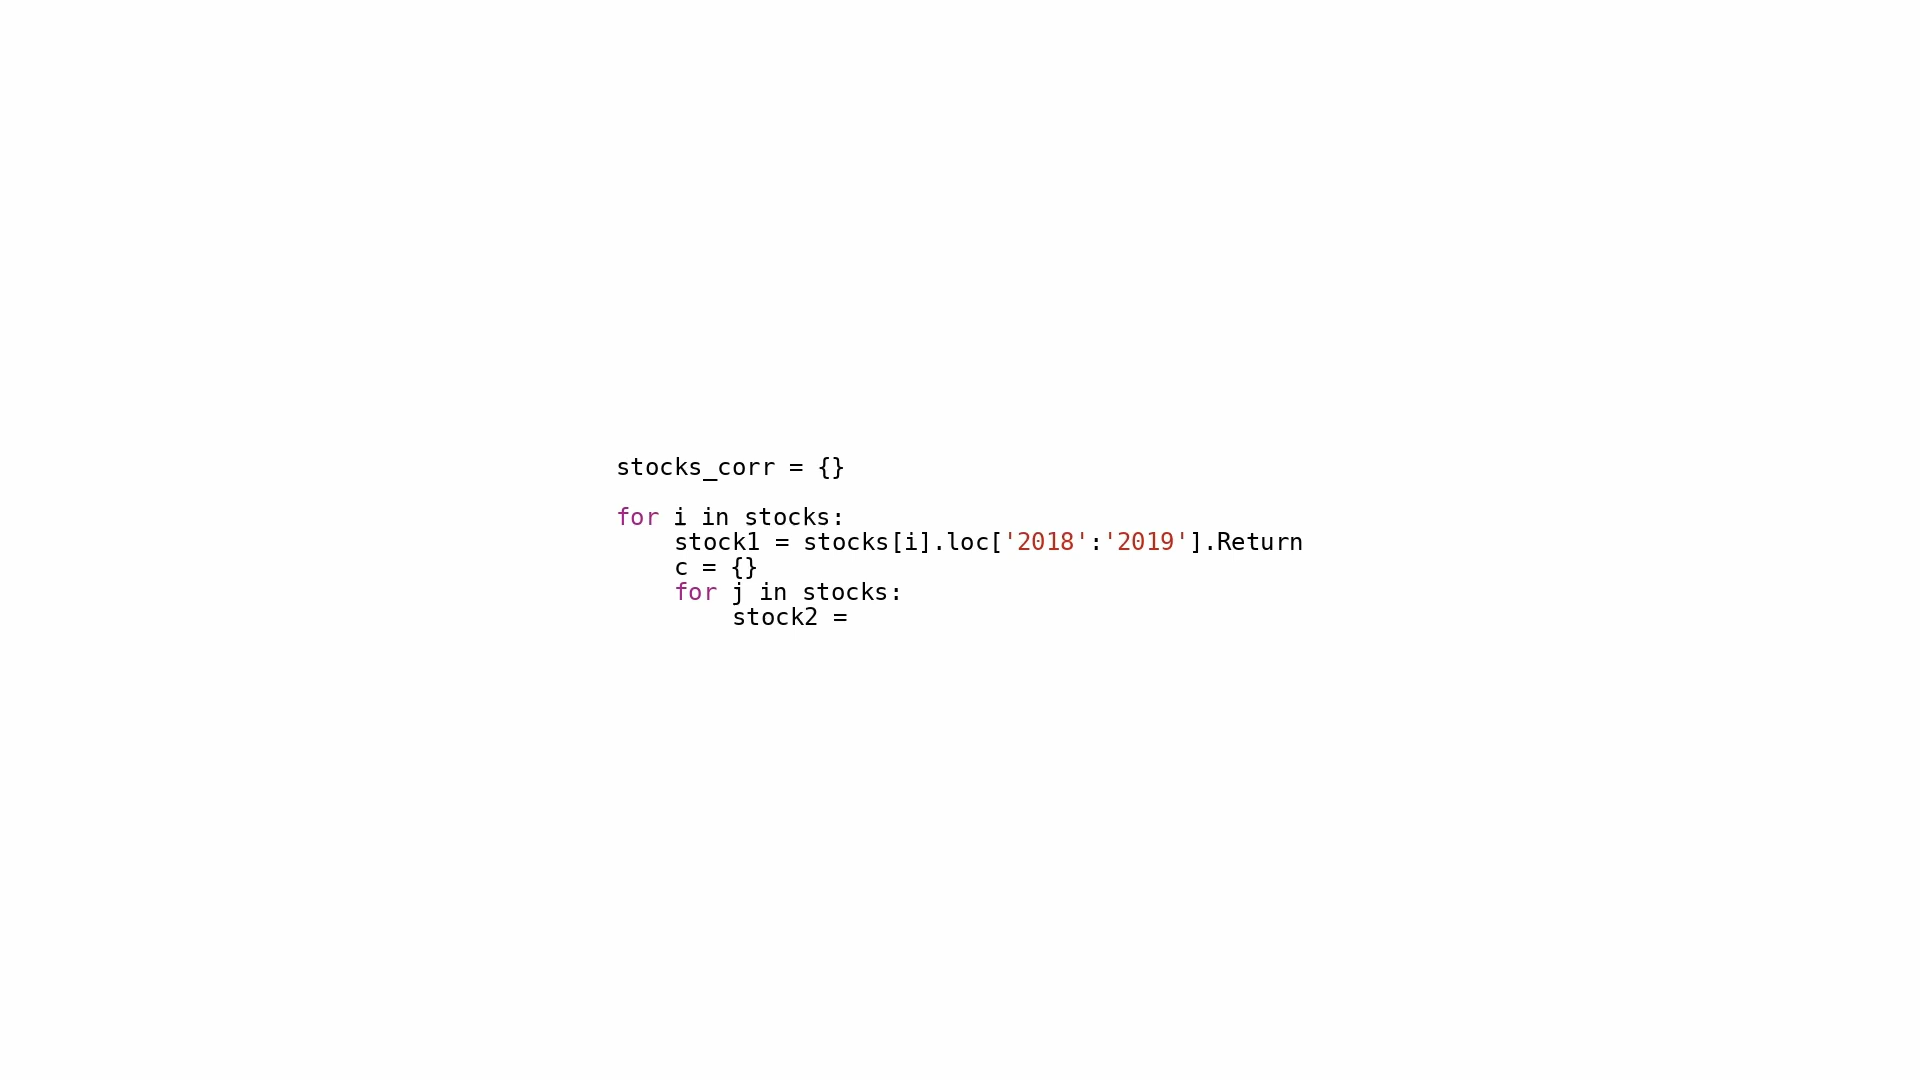 stocks_corr = {}

for i in stocks:
    stock1 = stocks[i].loc['2018':'2019'].Return
    c = {}
    for j in stocks:
        stock2 =